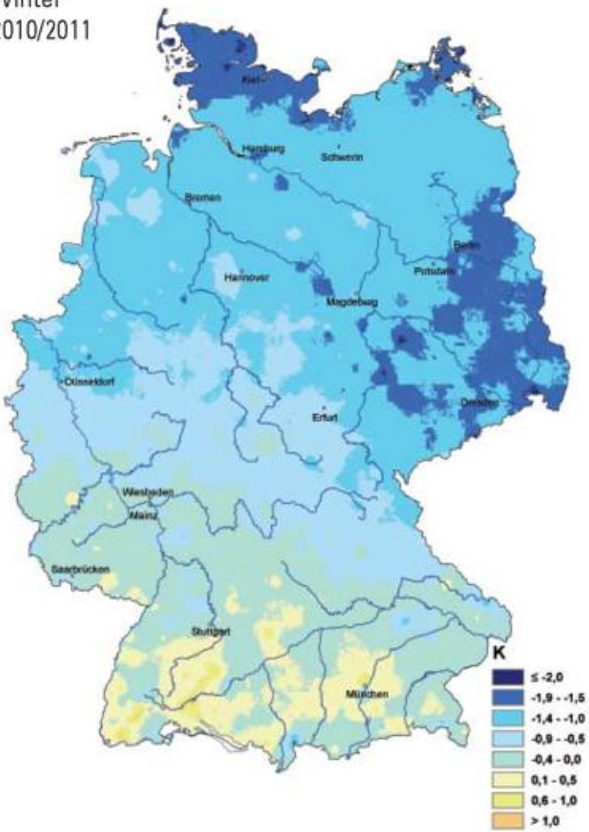 Winter
2010/2011
Kiel
Hamburg
Schwerin
Bremen
Berlin
Hannover
Potsdam
Magdeburg
Düsseldorf
Dresden
Erfurt
Wiesbaden
Mainz
Saarbrücken
Stuttgart
München
K
≤ -2,0
-1,9 - -1,5
-1,4 - -1,0
-0,9 - -0,5
-0,4 - 0,0
0,1 - 0,5
0,6 - 1,0
> 1,0